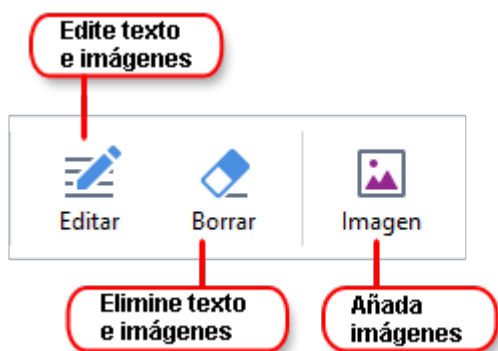 Edite texto
e imágenes
Editar
Borrar
Imagen
Elimine texto
e imágenes
Añada
imágenes